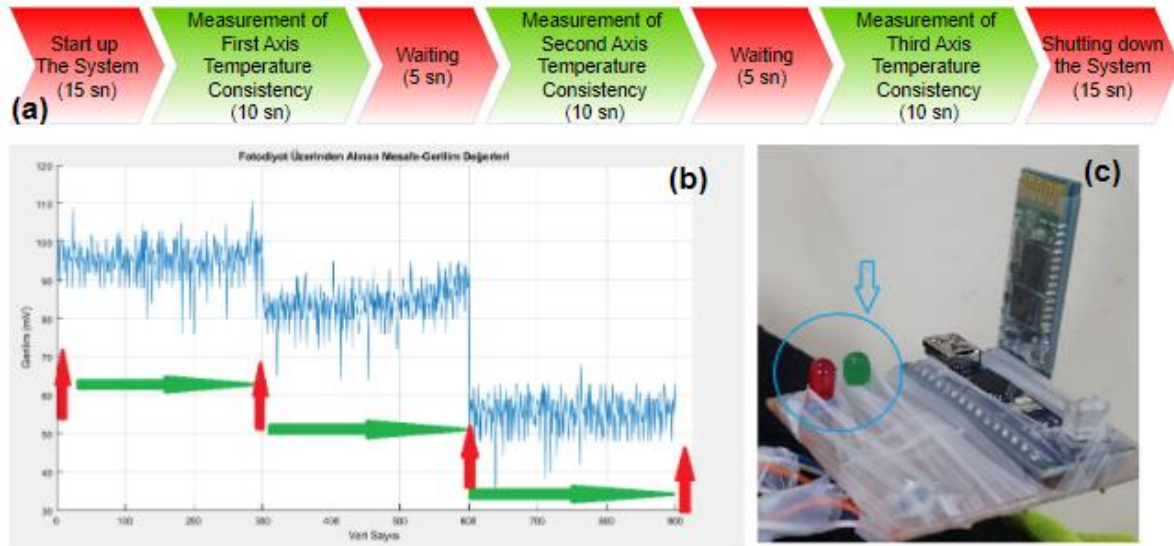 Start up
The System
(15 sn)
Measurement of
First Axis
Temperature
Consistency
(10 sn)
Waiting
(5 sn)
Measurement of
Second Axis
Temperature
Consistency
(10 sn)
Waiting
(5 sn)
Measurement of
Third Axis
Temperature
Consistency
(10 sn)
Shutting down
the System
(15 sn)
(a)
Fotodiyot Üzerinden Alınan Mesafe-Gerilim Değerleri
(b)
120
110
100
90
80
70
60
50
40
30
Gerilim (mV)
0 100 200 300 400 500 600 700 800 900
Veri Sayısı
(c)